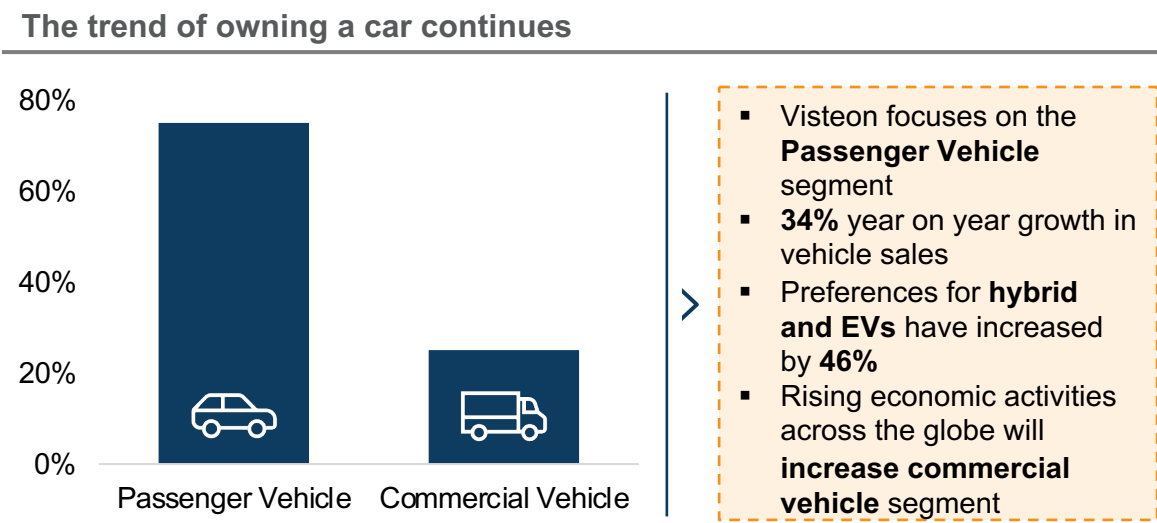 The trend of owning a car continues
80%
60%
40%
20%
0%
Passenger Vehicle
Commercial Vehicle
▪ Visteon focuses on the
Passenger Vehicle
segment
▪ 34% year on year growth in
vehicle sales
▪ Preferences for hybrid
and EVs have increased
by 46%
▪ Rising economic activities
across the globe will
increase commercial
vehicle segment